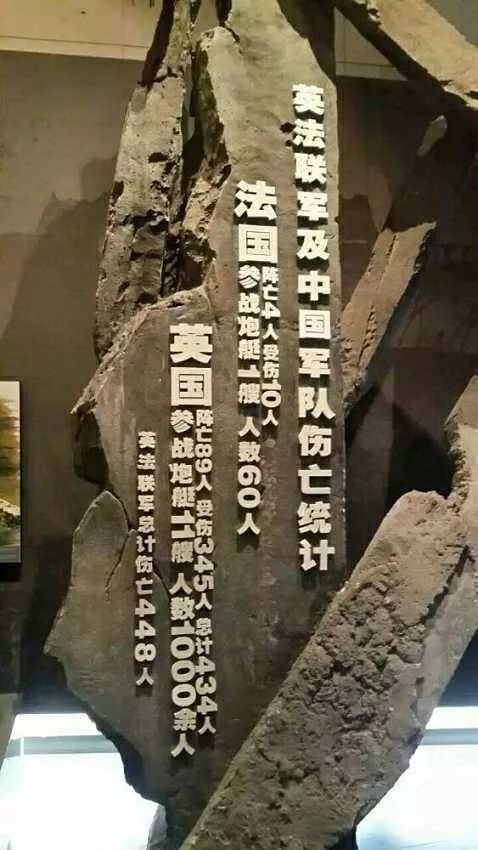 英法联军及中国军队伤亡统计
法国 参战炮艇1艘 人数60人
阵亡4人 受伤10人
英国 参战炮艇11艘 人数1000余人
阵亡89人 受伤345人 总计434人
英法联军总计伤亡448人